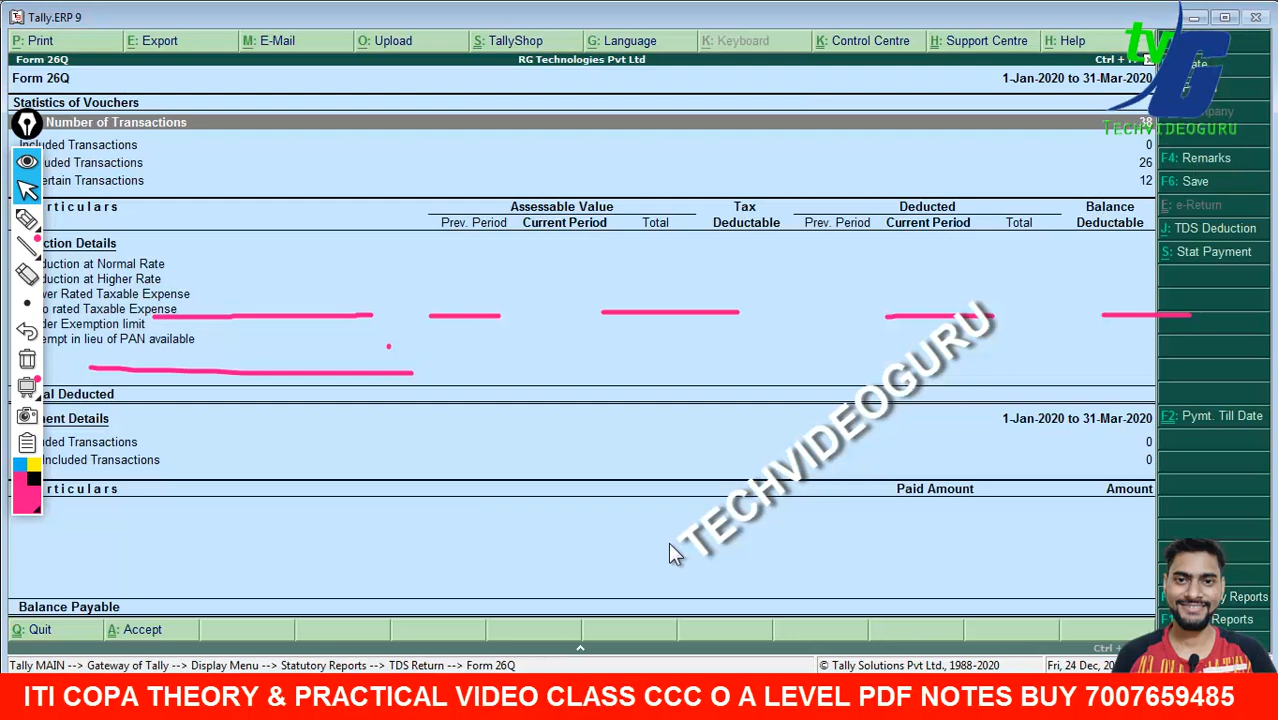 Tally.ERP 9
P: Print E: Export M: E-Mail O: Upload S: TallyShop G: Language K: Keyboard K: Control Centre H: Support Centre H: Help
Form 26Q RG Technologies Pvt Ltd Ctrl +
Form 26Q 1-Jan-2020 to 31-Mar-2020
Statistics of Vouchers
Number of Transactions 38
Included Transactions 0
uded Transactions 26
ertain Transactions 12
rticulars Assessable Value Tax Deducted Balance
Prev. Period Current Period Total Deductable Prev. Period Current Period Total Deductable
ction Details
duction at Normal Rate
duction at Higher Rate
wer Rated Taxable Expense
o rated Taxable Expense
der Exemption limit
empt in lieu of PAN available
al Deducted
ment Details 1-Jan-2020 to 31-Mar-2020
uded Transactions 0
Included Transactions 0
rticulars Paid Amount Amount
Balance Payable
Q: Quit A: Accept
Ctrl +
Tally MAIN --> Gateway of Tally --> Display Menu --> Statutory Reports --> TDS Return --> Form 26Q © Tally Solutions Pvt Ltd., 1988-2020 Fri, 24 Dec, 20
tvG
TECHVIDEOGURU
F4: Remarks
F6: Save
E: e-Return
J: TDS Deduction
S: Stat Payment
F2: Pymt. Till Date
y Reports
Reports
TECHVIDEOGURU
ITI COPA THEORY & PRACTICAL VIDEO CLASS CCC O A LEVEL PDF NOTES BUY 7007659485